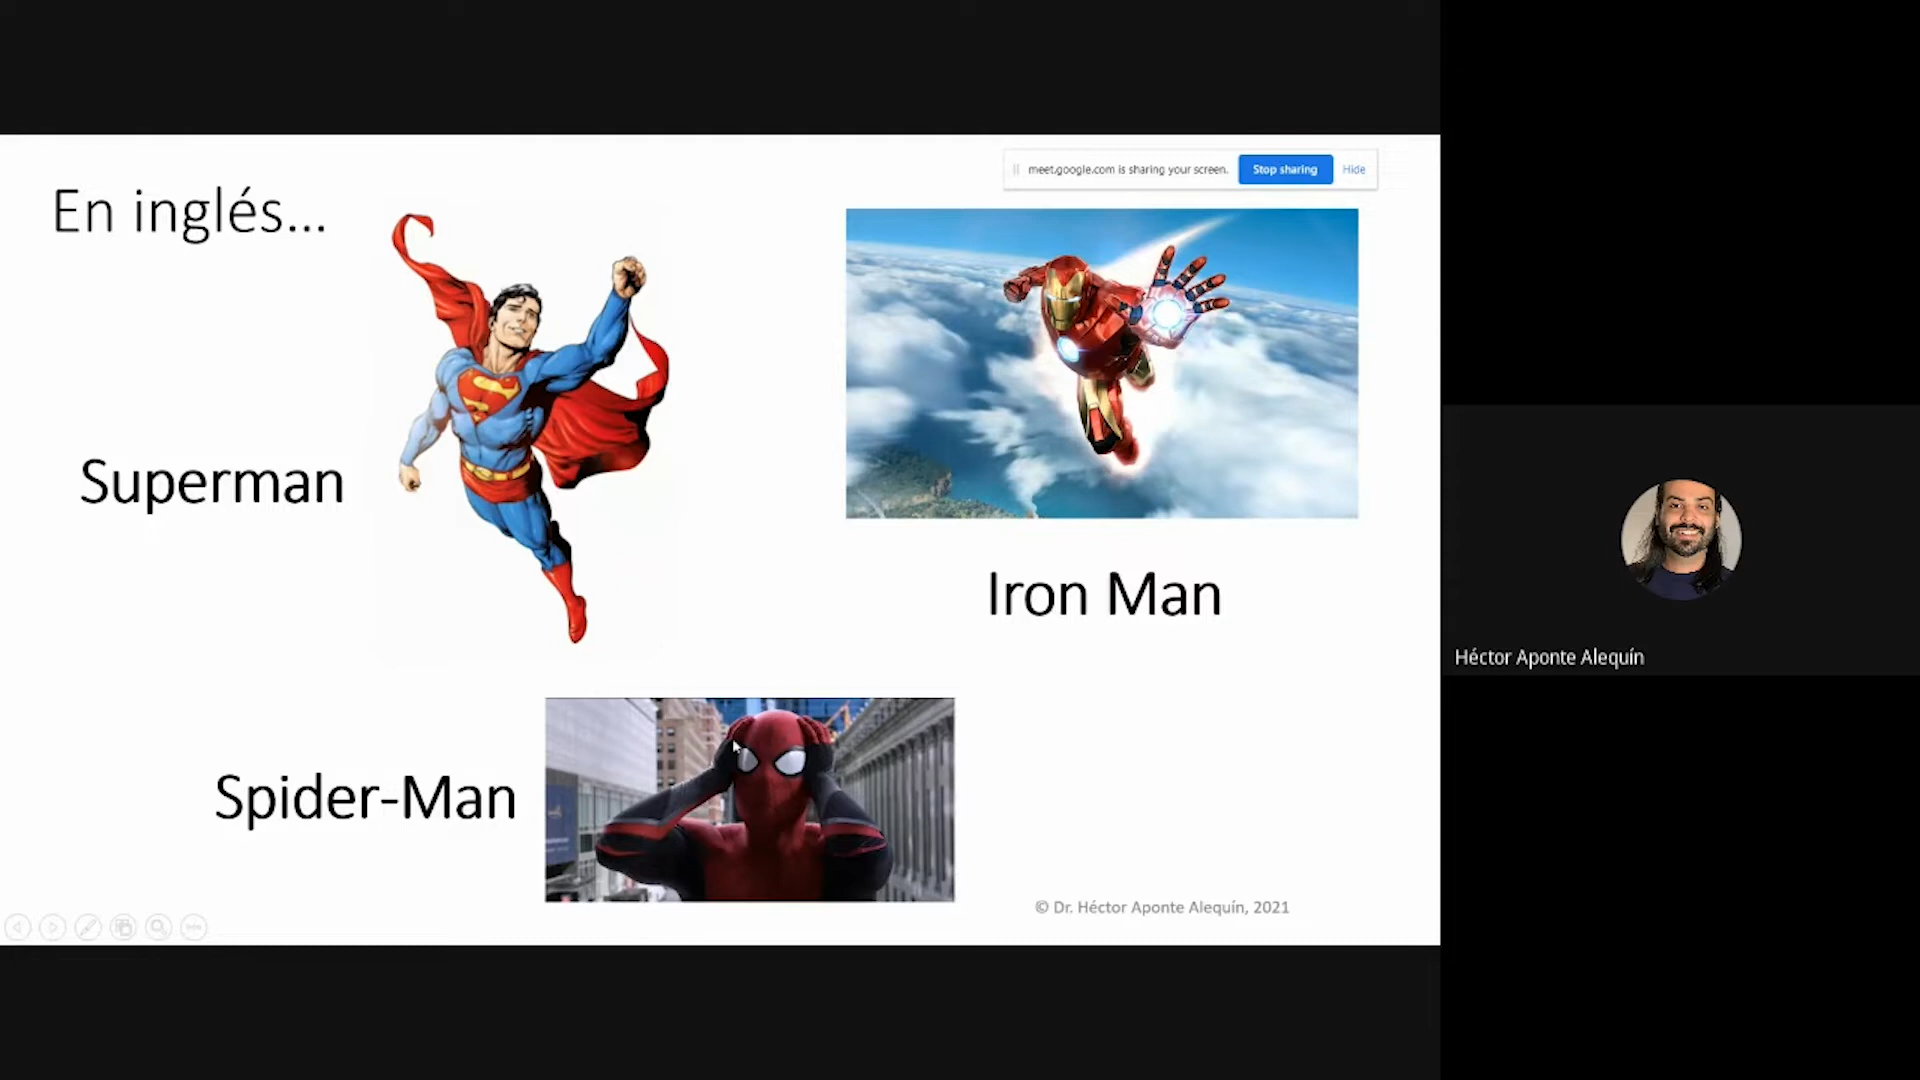 meet.google.com is sharing your screen. Stop sharing Hide
En inglés...
Superman
Iron Man
Spider-Man
© Dr. Héctor Aponte Alequín, 2021
Héctor Aponte Alequín